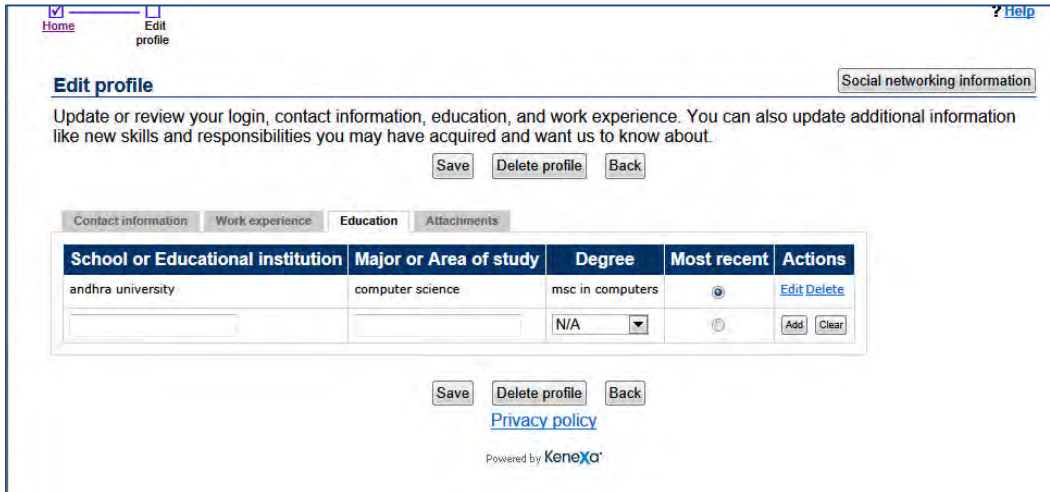 Home
Edit
profile
? Help
Edit profile
Social networking information
Update or review your login, contact information, education, and work experience. You can also update additional information
like new skills and responsibilities you may have acquired and want us to know about.
Save Delete profile Back
Contact information Work experience Education Attachments
School or Educational institution Major or Area of study Degree Most recent Actions
andhra university computer science msc in computers Edit Delete
N/A Add Clear
Save Delete profile Back
Privacy policy
Powered by Kenexa